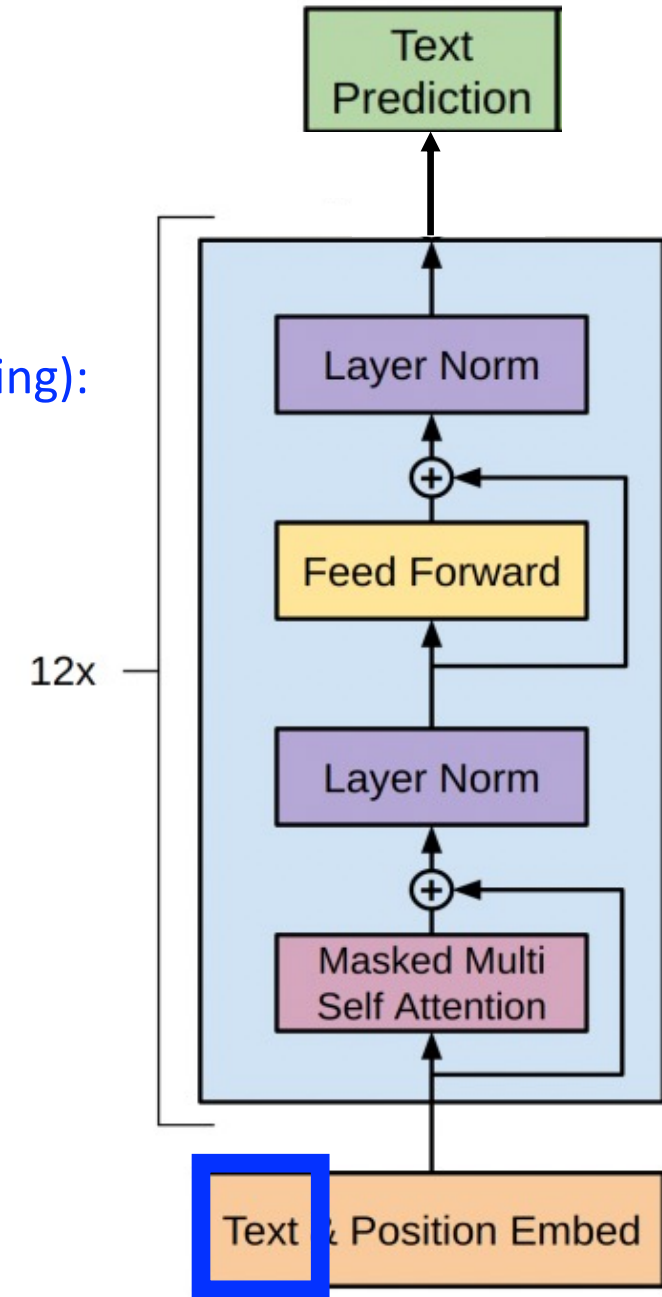 Text
Prediction
Layer Norm
ing):
+
Feed Forward
12x
Layer Norm
+
Masked Multi
Self Attention
Text & Position Embed